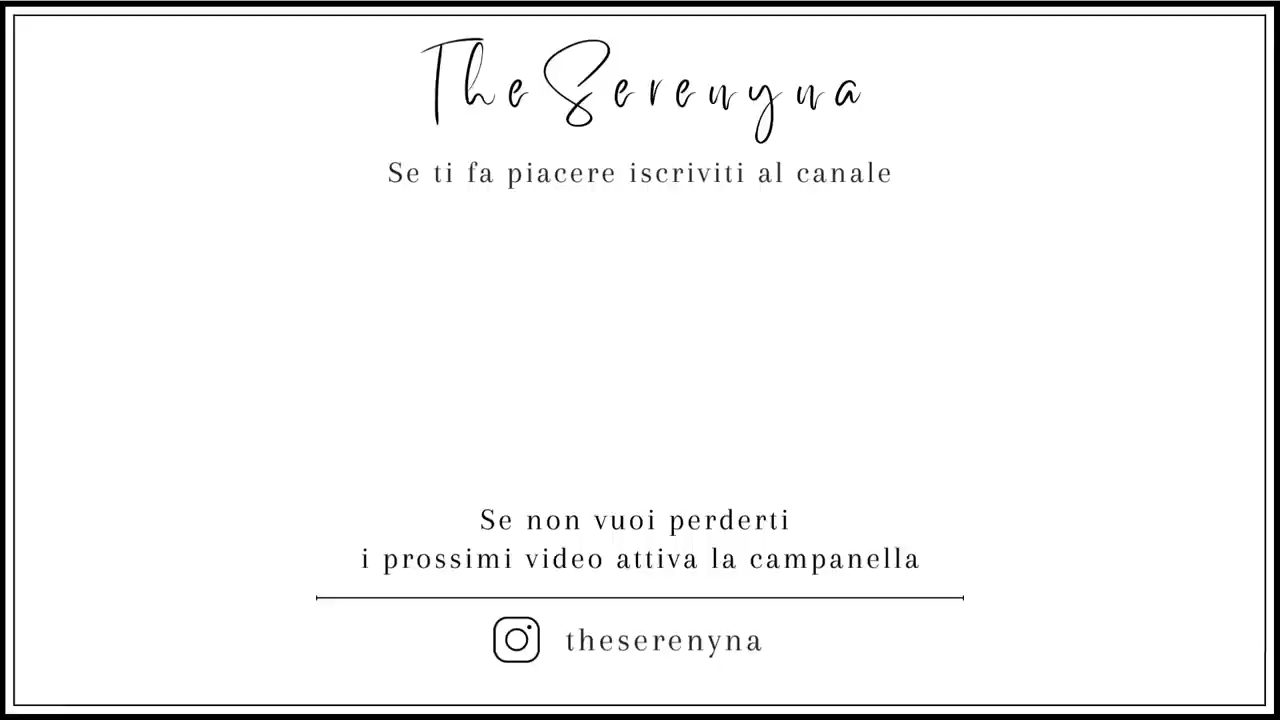 TheSerenyna
Se ti fa piacere iscriviti al canale
Se non vuoi perderti
i prossimi video attiva la campanella
theserenyna